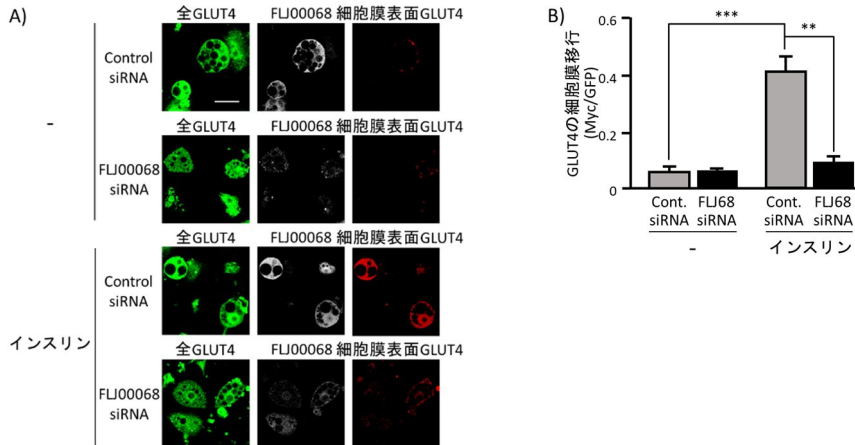 A)
全GLUT4 FLJ00068 細胞膜表面GLUT4
Control
siRNA
-
全GLUT4 FLJ00068 細胞膜表面GLUT4
FLJ00068
siRNA
全GLUT4 FLJ00068 細胞膜表面GLUT4
Control
siRNA
インスリン
全GLUT4 FLJ00068 細胞膜表面GLUT4
FLJ00068
siRNA
B)
GLUT4の細胞膜移行
(Myc/GFP)
0.6
0.4
0.2
0
***
**
Cont. FLJ68 Cont. FLJ68
siRNA siRNA siRNA siRNA
- インスリン